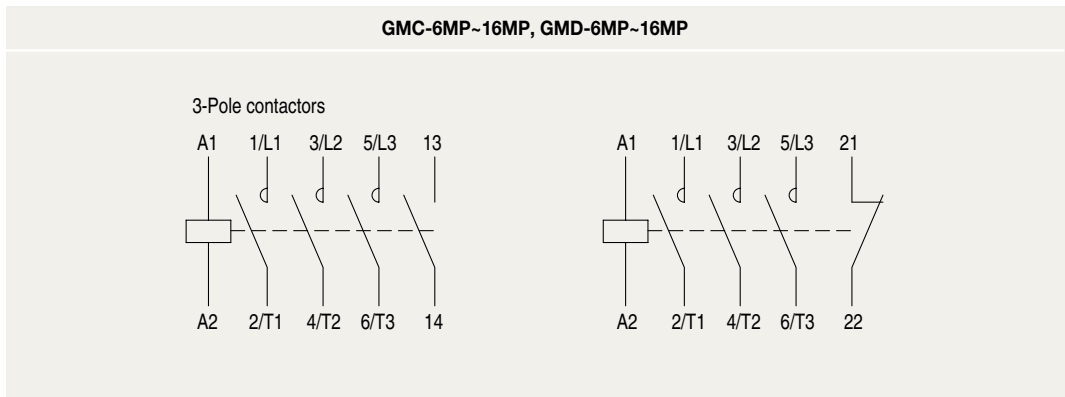 GMC-6MP~16MP, GMD-6MP~16MP
3-Pole contactors
A1 1/L1 3/L2 5/L3 13
A2 2/T1 4/T2 6/T3 14
A1 1/L1 3/L2 5/L3 21
A2 2/T1 4/T2 6/T3 22